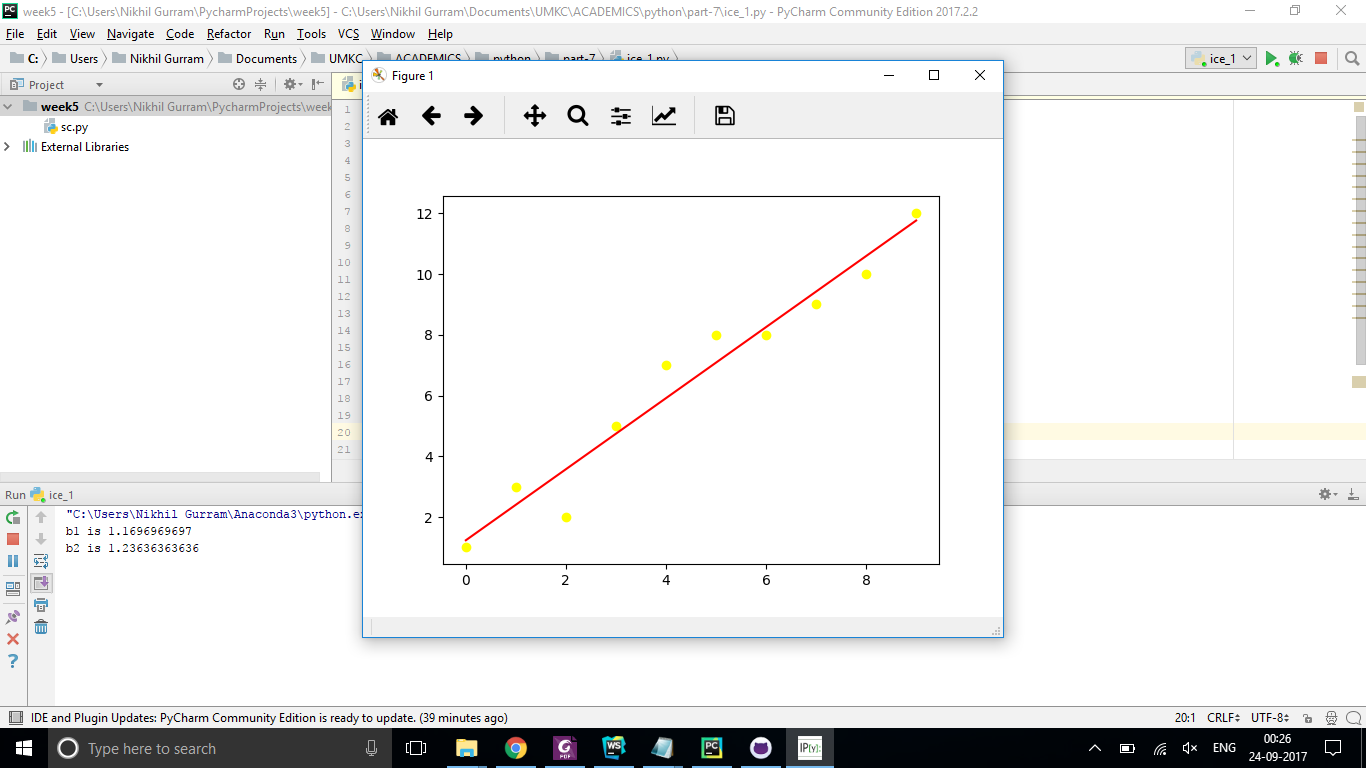 PC week5 - [C:\Users\Nikhil Gurram\PycharmProjects\week5] - C:\Users\Nikhil Gurram\Documents\UMKC\ACADEMICS\python\part-7\ice_1.py - PyCharm Community Edition 2017.2.2
File Edit View Navigate Code Refactor Run Tools VCS Window Help
C: Users Nikhil Gurram Documents UMKC ACADEMICS python part-7 ice_1.py ice_1
Project
week5 C:\Users\Nikhil Gurram\PycharmProjects\week
sc.py
External Libraries
1
2
3
4
5
6
7
8
9
10
11
12
13
14
15
16
17
18
19
20
21
Figure 1
12
10
8
6
4
2
0 2 4 6 8
Run ice_1
"C:\Users\Nikhil Gurram\Anaconda3\python.ex
b1 is 1.1696969697
b2 is 1.23636363636
IDE and Plugin Updates: PyCharm Community Edition is ready to update. (39 minutes ago) 20:1 CRLF UTF-8
Type here to search
PDF WS PC IP[y]:
ENG
00:26
24-09-2017